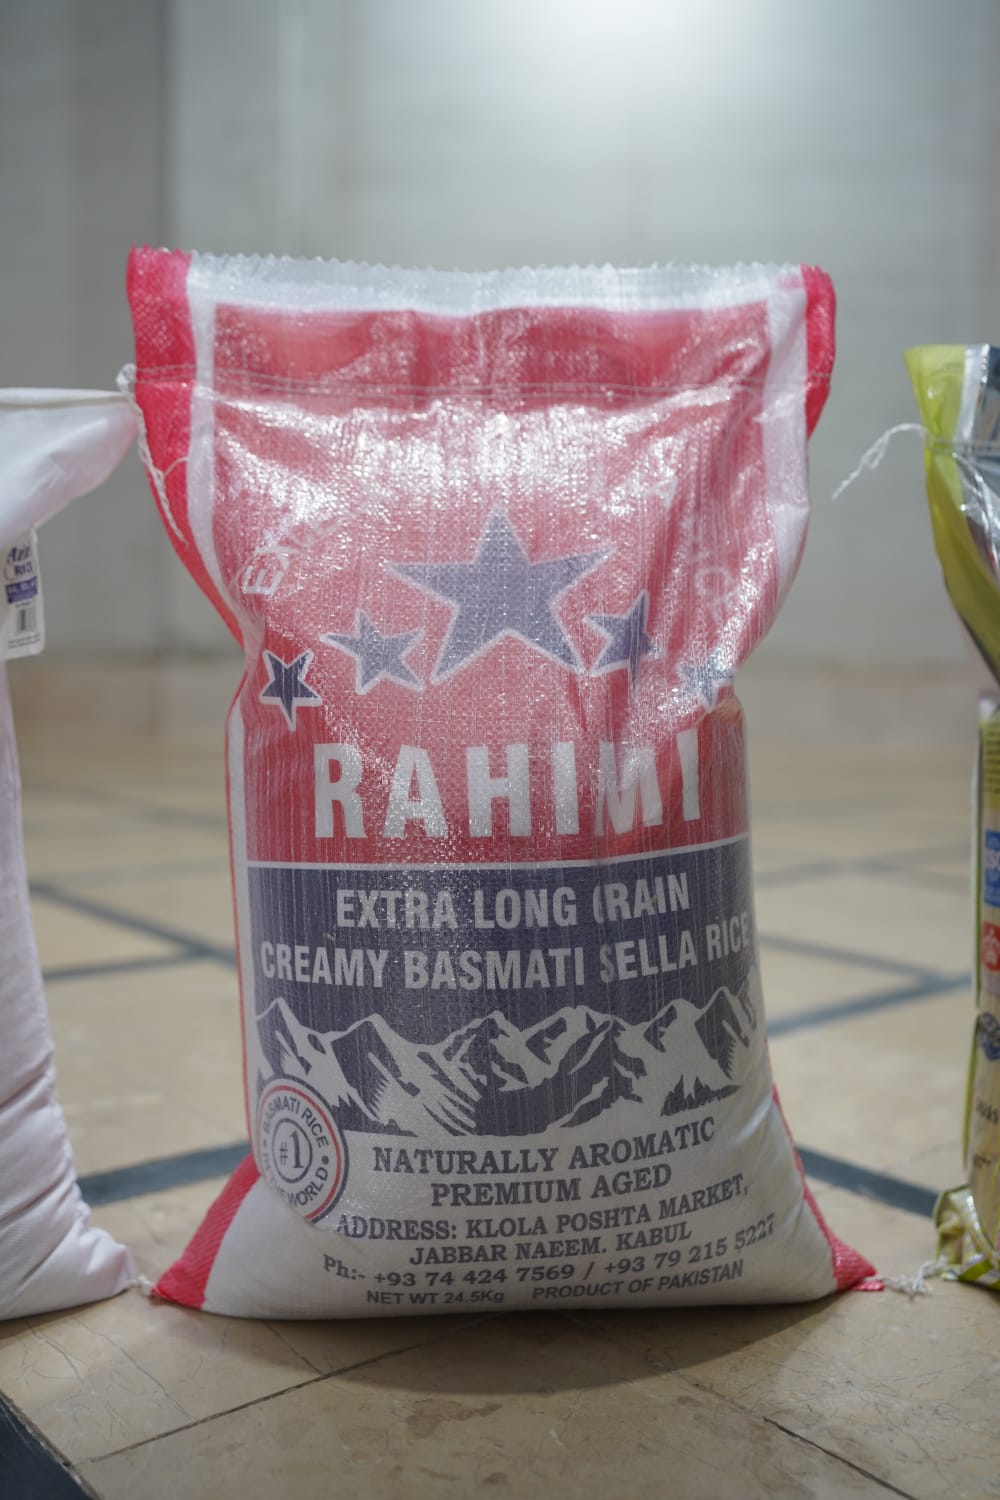 RAHIMI
EXTRA LONG GRAIN
CREAMY BASMATI SELLA RICE
BASMATI RICE
#1
WORLD
NATURALLY AROMATIC
PREMIUM AGED
ADDRESS: KLOLA POSHTA MARKET,
JABBAR NAEEM. KABUL
Ph:- +93 74 424 7569 / +93 79 215 5227
NET WT 24.5Kg PRODUCT OF PAKISTAN